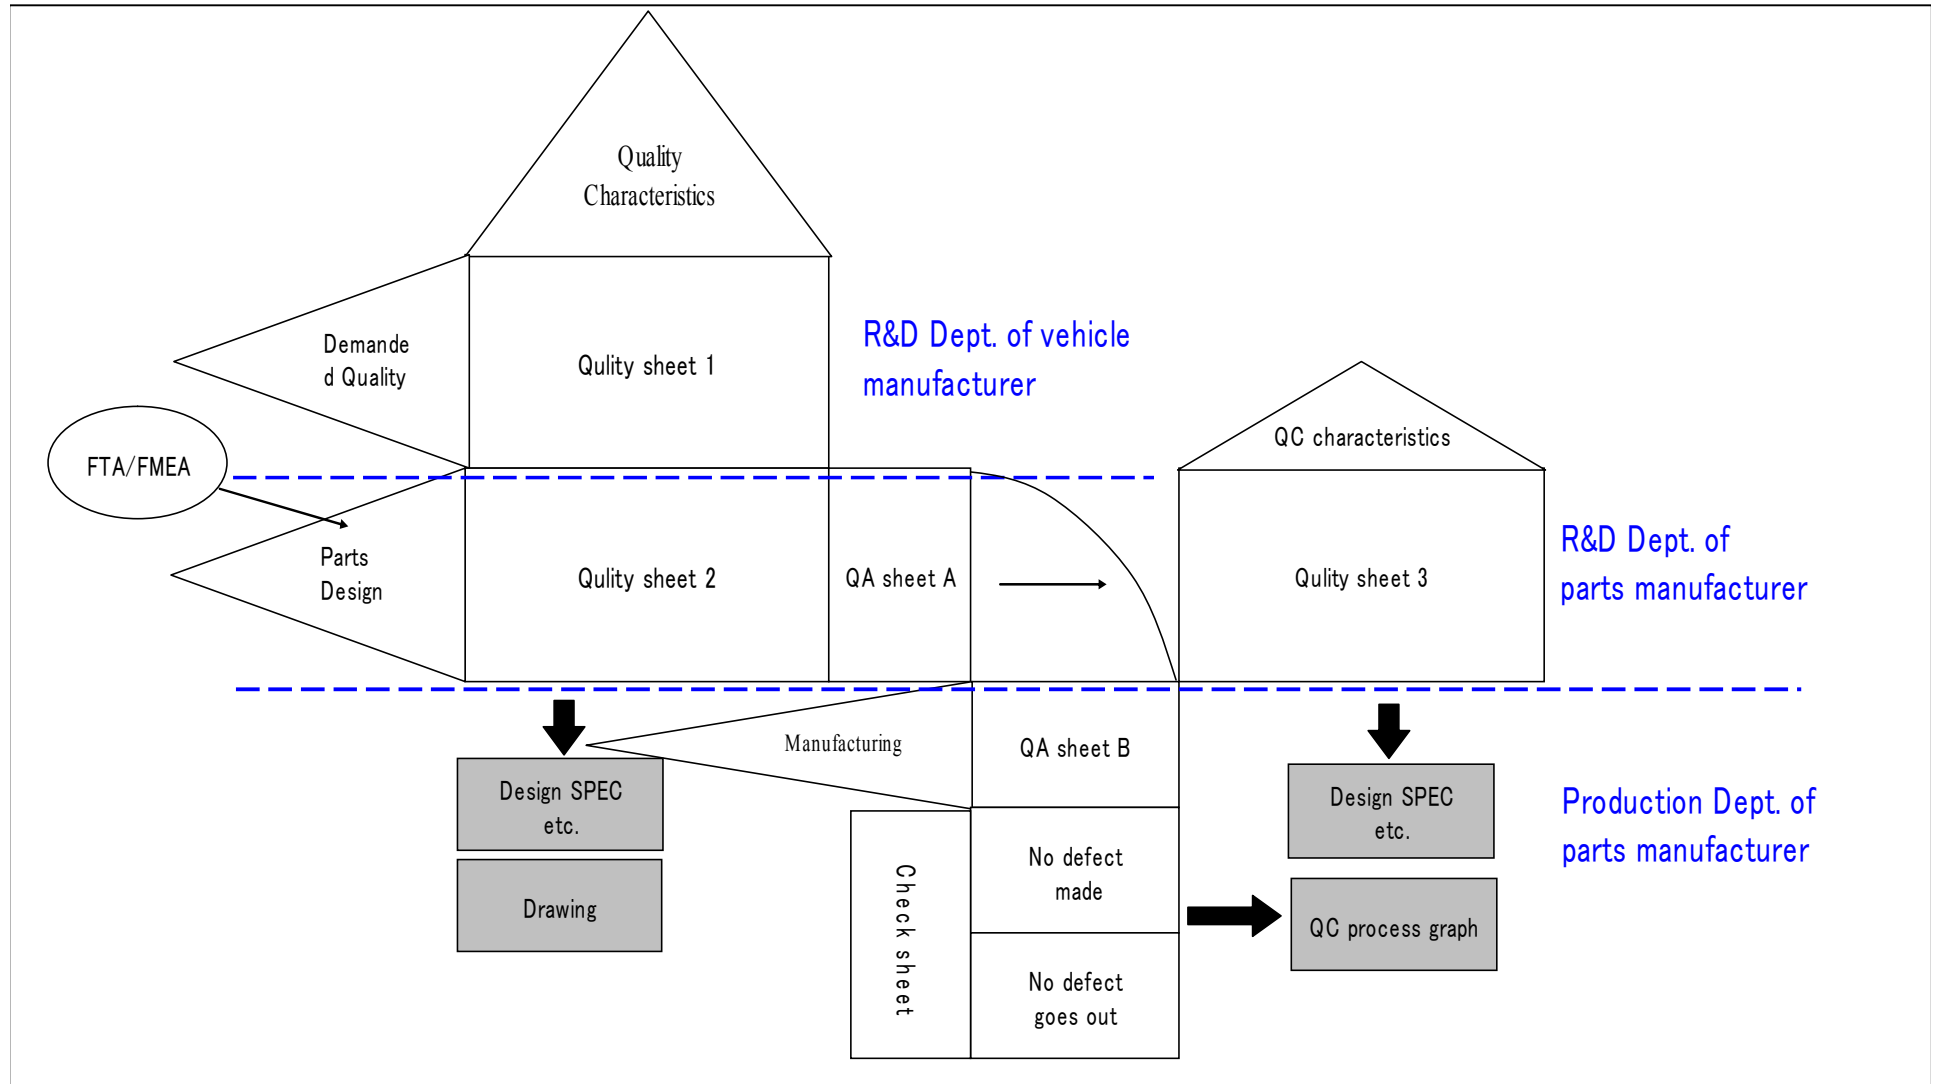 Quality
Characteristics
Demande
d Quality
Qulity sheet 1
R&D Dept. of vehicle
manufacturer
FTA/FMEA
QC characteristics
Parts
Design
Qulity sheet 2
QA sheet A
Qulity sheet 3
R&D Dept. of
parts manufacturer
Manufacturing
QA sheet B
Design SPEC
etc.
Design SPEC
etc.
Production Dept. of
parts manufacturer
Drawing
Check sheet
No defect
made
QC process graph
No defect
goes out